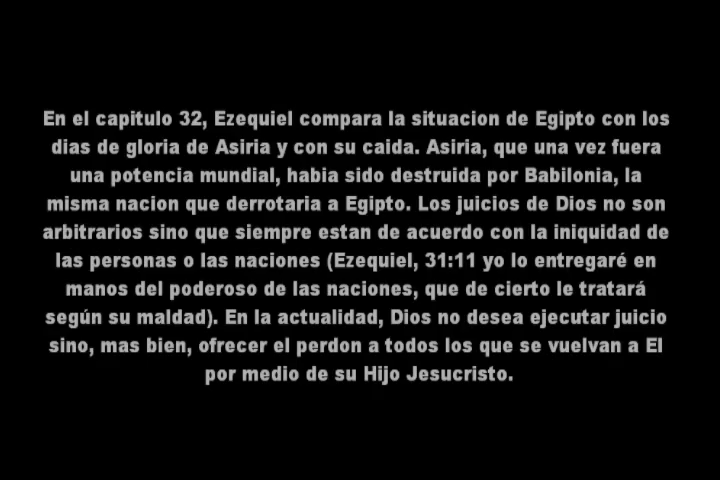 En el capitulo 32, Ezequiel compara la situacion de Egipto con los
dias de gloria de Asiria y con su caida. Asiria, que una vez fuera
una potencia mundial, habia sido destruida por Babilonia, la
misma nacion que derrotaria a Egipto. Los juicios de Dios no son
arbitrarios sino que siempre estan de acuerdo con la iniquidad de
las personas o las naciones (Ezequiel, 31:11 yo lo entregaré en
manos del poderoso de las naciones, que de cierto le tratará
según su maldad). En la actualidad, Dios no desea ejecutar juicio
sino, mas bien, ofrecer el perdon a todos los que se vuelvan a El
por medio de su Hijo Jesucristo.